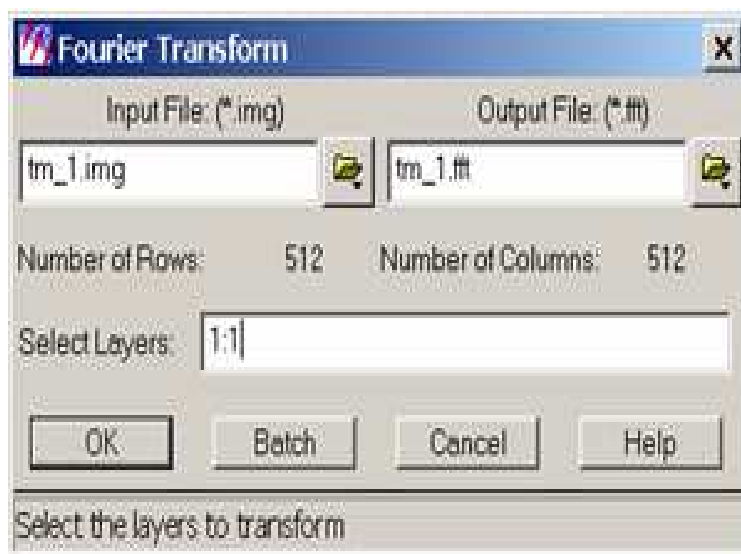 Fourier Transform
Input File: (*.img) Output File: (*.fft)
tm_1.img tm_1.fft
Number of Rows: 512 Number of Columns: 512
Select Layers: 1:1
OK Batch Cancel Help
Select the layers to transform